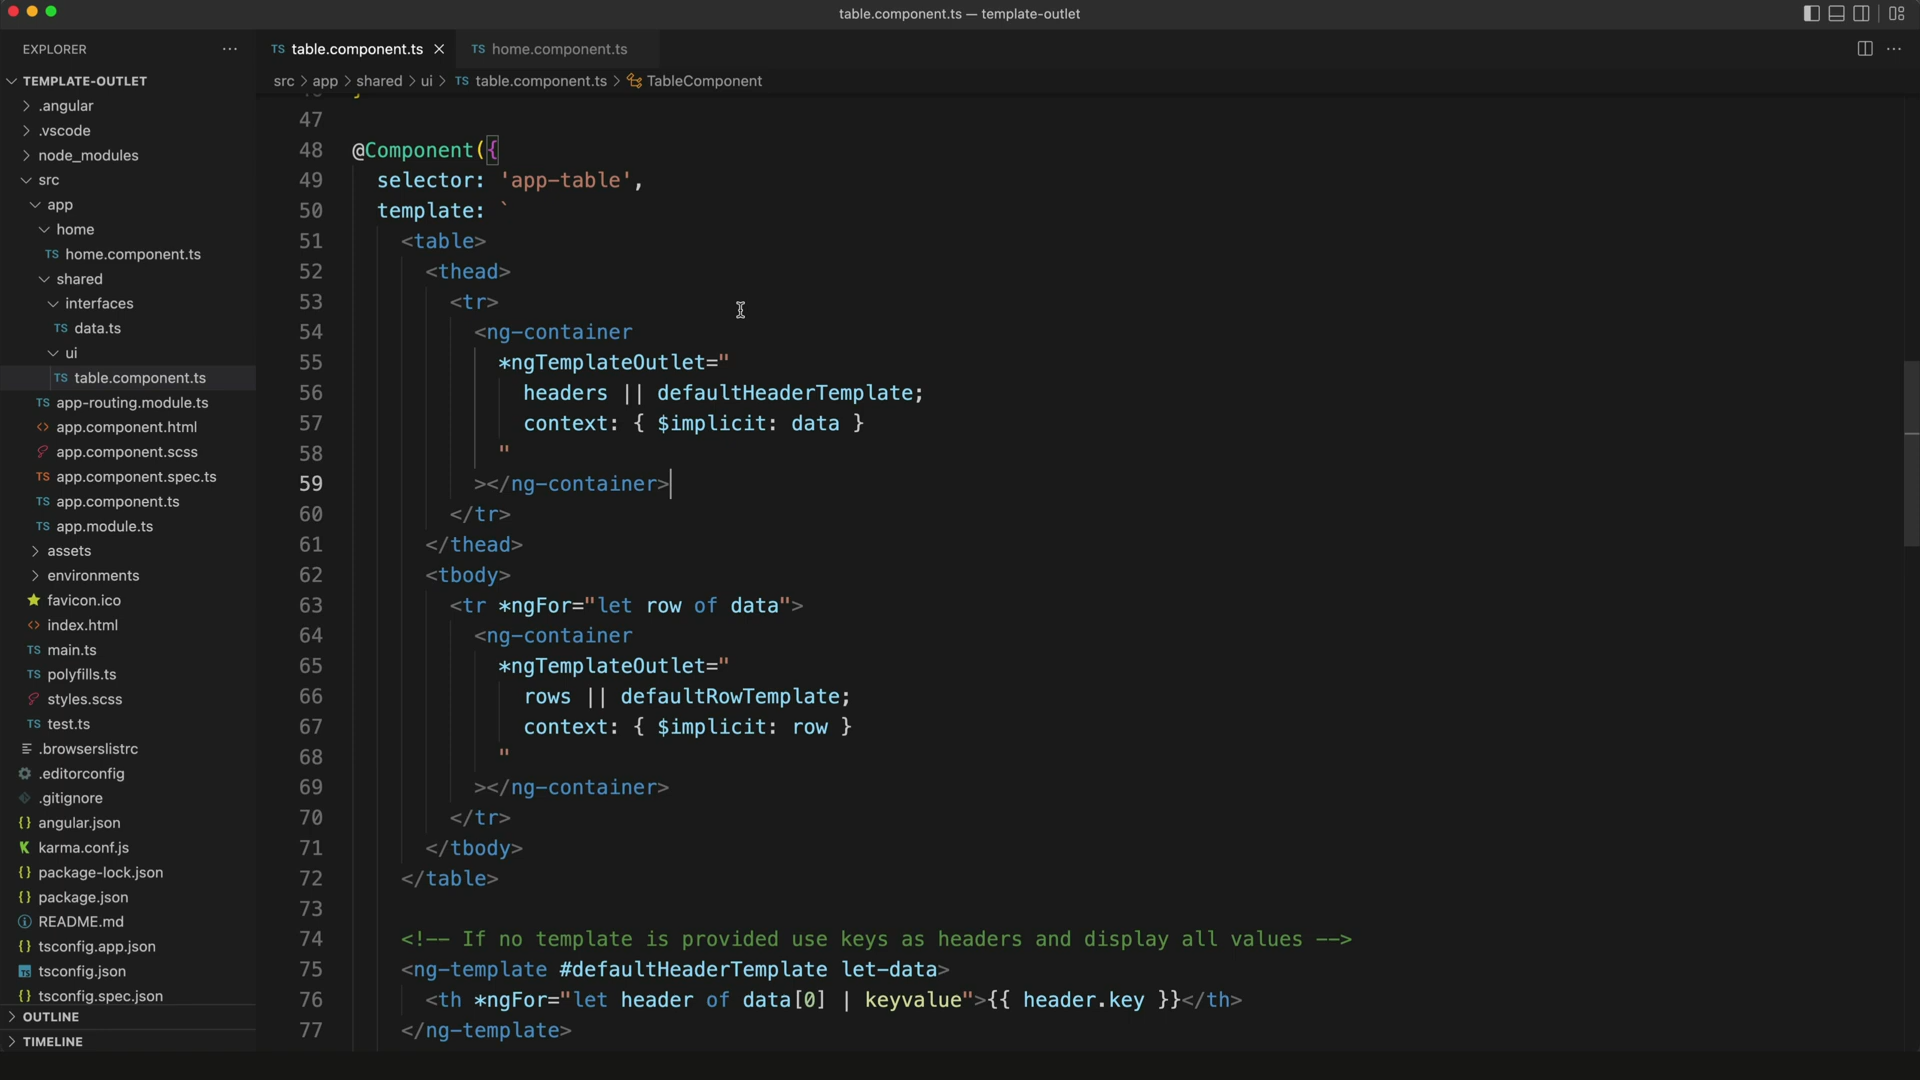 table.component.ts — template-outlet
EXPLORER
TEMPLATE-OUTLET
.angular
.vscode
node_modules
src
app
home
TS home.component.ts
shared
interfaces
TS data.ts
ui
TS table.component.ts
TS app-routing.module.ts
<> app.component.html
app.component.scss
TS app.component.spec.ts
TS app.component.ts
TS app.module.ts
assets
environments
favicon.ico
<> index.html
TS main.ts
TS polyfills.ts
styles.scss
TS test.ts
.browserslistrc
.editorconfig
.gitignore
{} angular.json
karma.conf.js
{} package-lock.json
{} package.json
README.md
{} tsconfig.app.json
tsconfig.json
{} tsconfig.spec.json
OUTLINE
TIMELINE
TS table.component.ts
TS home.component.ts
src > app > shared > ui > TS table.component.ts > TableComponent
47
48 @Component({
49   selector: 'app-table',
50   template: `
51     <table>
52       <thead>
53         <tr>
54           <ng-container
55             *ngTemplateOutlet="
56               headers || defaultHeaderTemplate;
57               context: { $implicit: data }
58             "
59           ></ng-container>
60         </tr>
61       </thead>
62       <tbody>
63         <tr *ngFor="let row of data">
64           <ng-container
65             *ngTemplateOutlet="
66               rows || defaultRowTemplate;
67               context: { $implicit: row }
68             "
69           ></ng-container>
70         </tr>
71       </tbody>
72     </table>
73
74     <!-- If no template is provided use keys as headers and display all values -->
75     <ng-template #defaultHeaderTemplate let-data>
76       <th *ngFor="let header of data[0] | keyvalue">{{ header.key }}</th>
77     </ng-template>